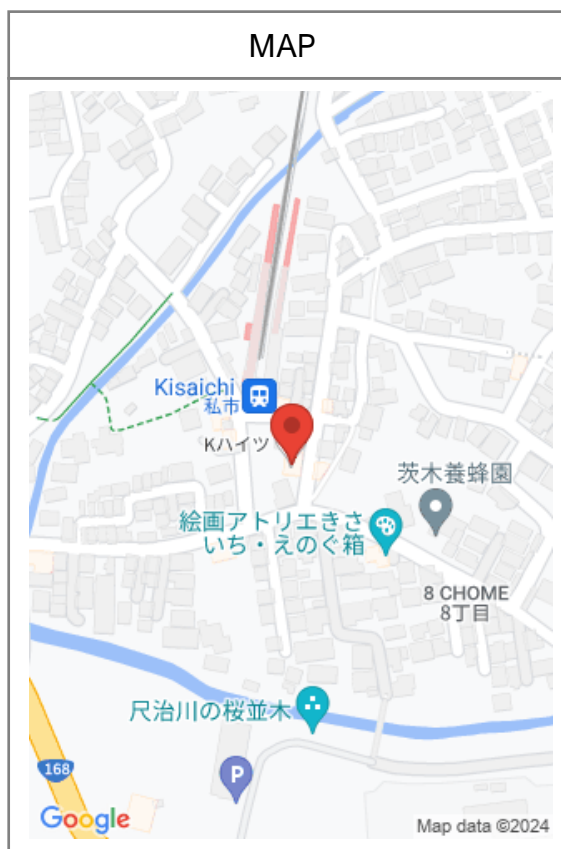 MAP
Kisaichi
私市
Kハイツ
茨木養蜂園
絵画アトリエきさ
いち・えのぐ箱
8 CHOME
8丁目
尺治川の桜並木
168
P
Google
Map data ©2024